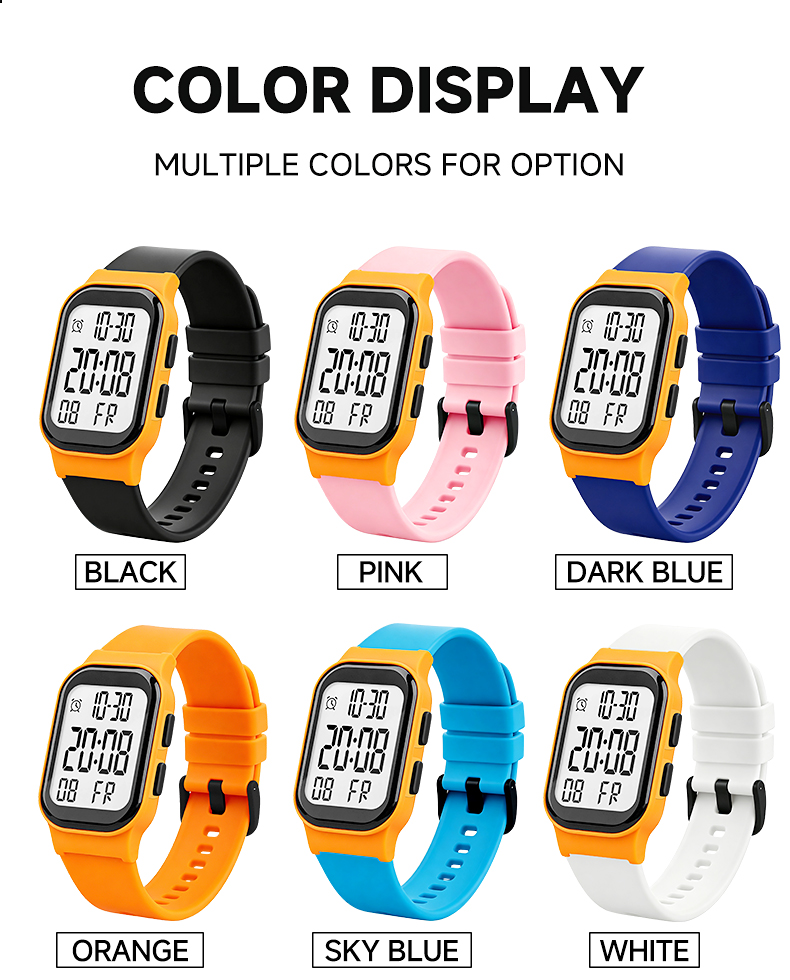 COLOR DISPLAY
MULTIPLE COLORS FOR OPTION
10:30
20:08
08 FR
10:30
20:08
08 FR
10:30
20:08
08 FR
BLACK
PINK
DARK BLUE
10:30
20:08
08 FR
10:30
20:08
08 FR
10:30
20:08
08 FR
ORANGE
SKY BLUE
WHITE